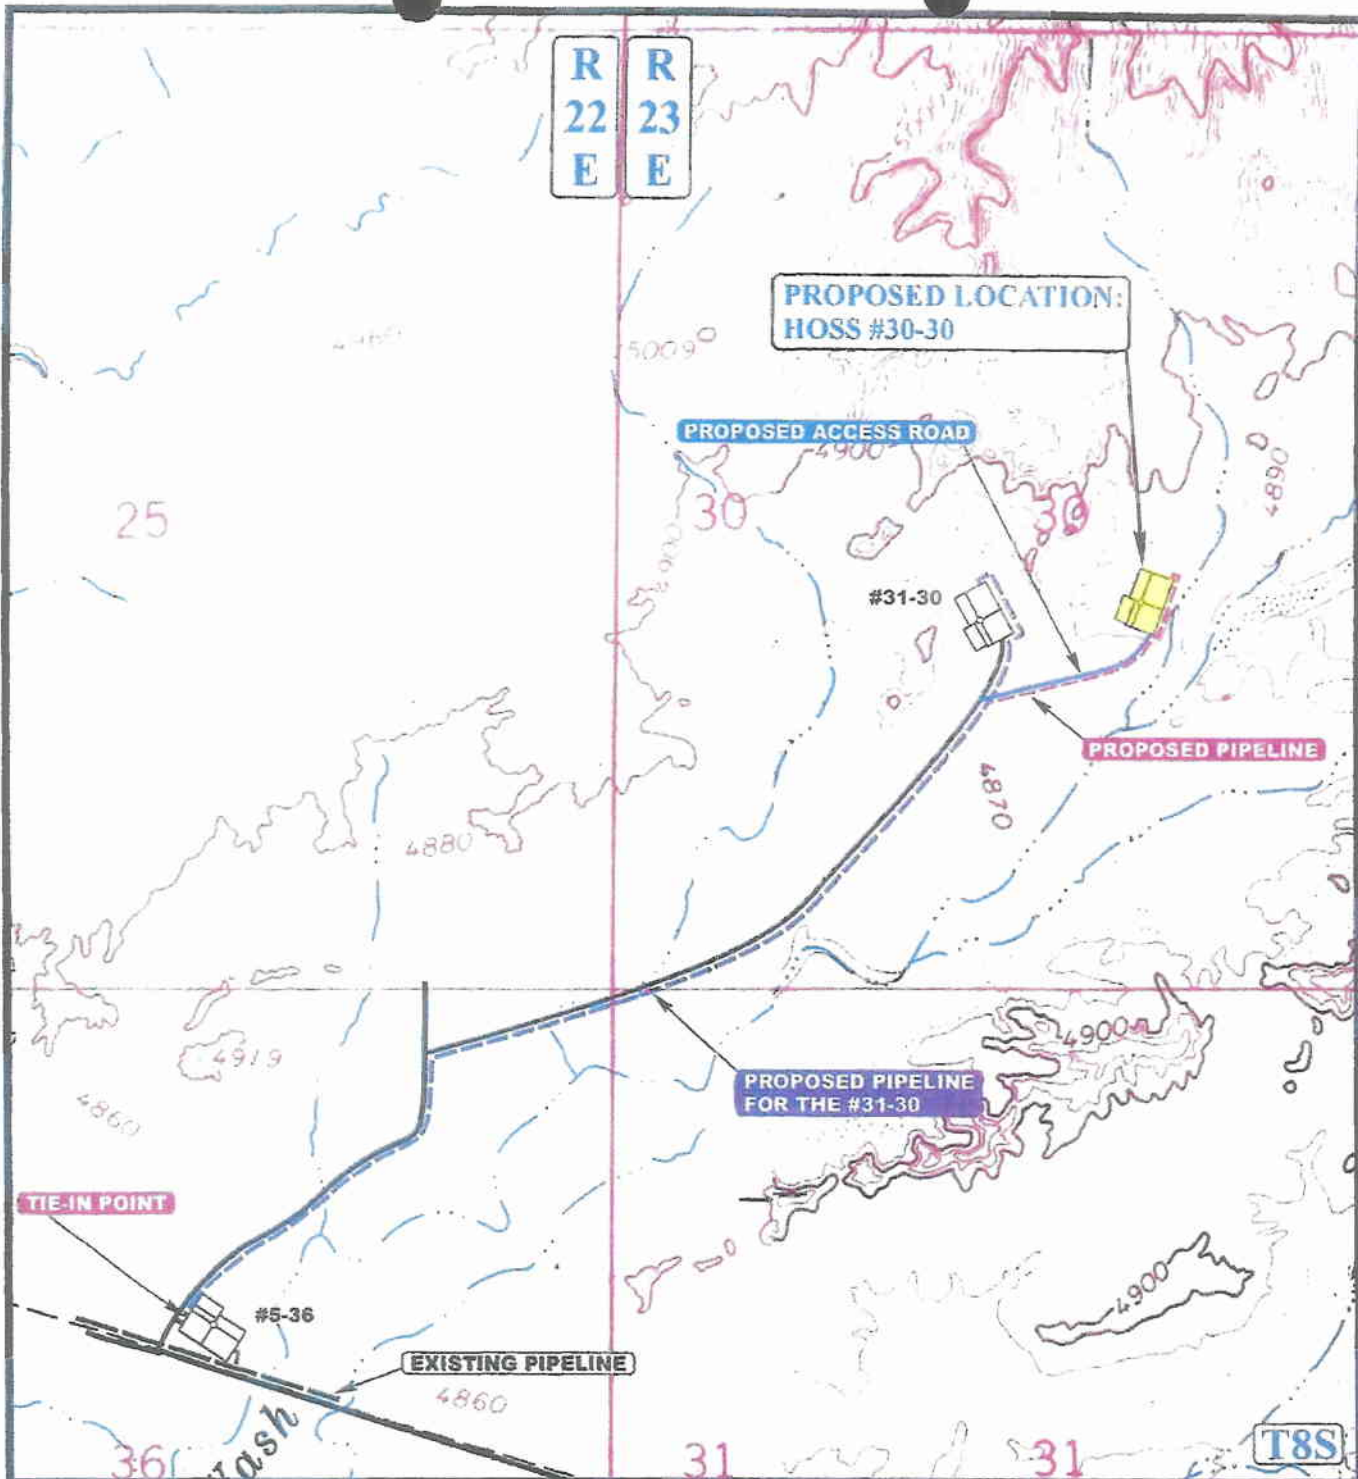 R R
22 23
E E
PROPOSED LOCATION:
HOSS #30-30
5009
PROPOSED ACCESS ROAD
4900
4890
25
30
30
4900
#31-30
PROPOSED PIPELINE
4870
4880
4900
4919
PROPOSED PIPELINE
FOR THE #31-30
4860
TIE-IN POINT
4900
#5-36
EXISTING PIPELINE
4860
Wash
T8S
36
31
31